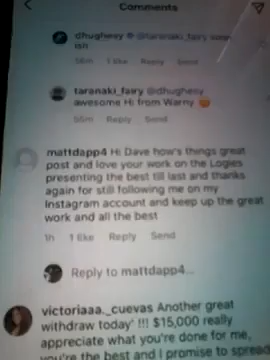 Comments
dhughesy @taranaki_fairy
ish
1 like Reply Send
taranaki_fairy @dhughesy
awesome Hi from Warny
55m Reply Send
mattdapp4 Hi Dave how's things great
post and love your work on the Logies
presenting the best till last and thanks
again for still following me on my
Instagram account and keep up the great
work and all the best
1h 1 like Reply Send
Reply to mattdapp4...
victoriaaa._cuevas Another great
withdraw today' !!! $15,000 really
appreciate what you're done for me,
you're the best and I promise to spread